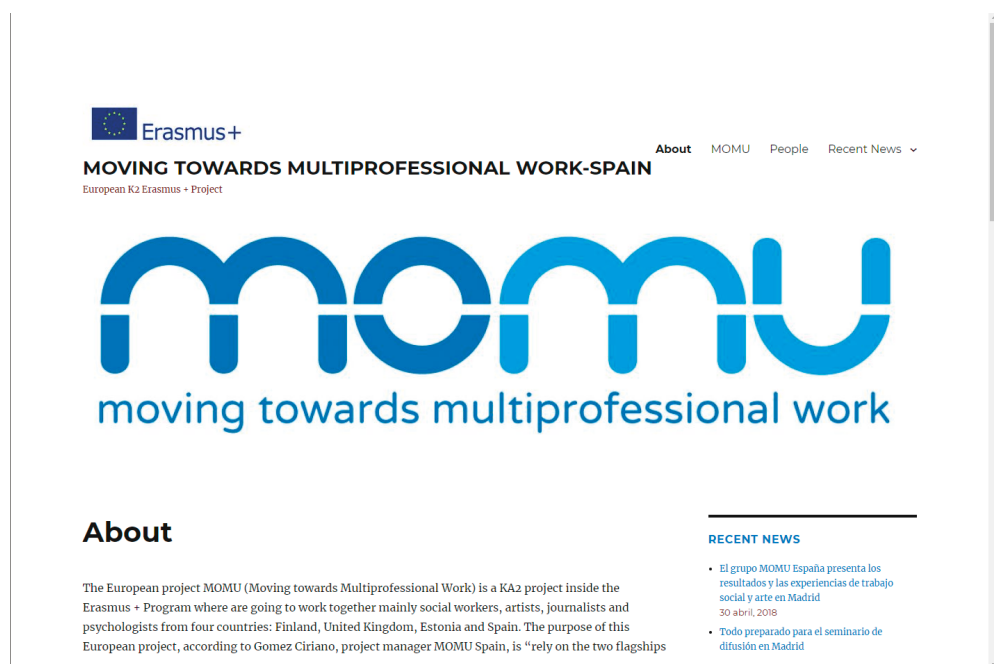 Erasmus+
MOVING TOWARDS MULTIPROFESSIONAL WORK-SPAIN
European K2 Erasmus + Project
About MOMU People Recent News
momu
moving towards multiprofessional work
About
The European project MOMU (Moving towards Multiprofessional Work) is a KA2 project inside the
Erasmus + Program where are going to work together mainly social workers, artists, journalists and
psychologists from four countries: Finland, United Kingdom, Estonia and Spain. The purpose of this
European project, according to Gomez Ciriano, project manager MOMU Spain, is “rely on the two flagships
RECENT NEWS
El grupo MOMU España presenta los
resultados y las experiencias de trabajo
social y arte en Madrid
30 abril, 2018
Todo preparado para el seminario de
difusión en Madrid